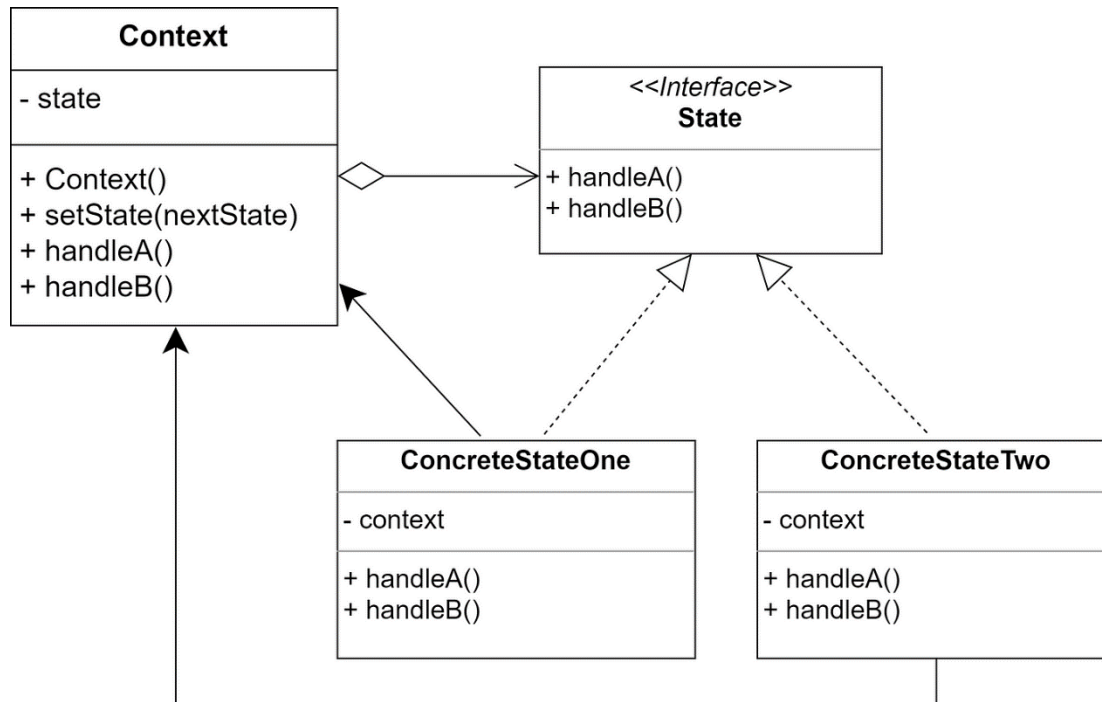 Context
- state
+ Context()
+ setState(nextState)
+ handleA()
+ handleB()
<<Interface>>
State
+ handleA()
+ handleB()
ConcreteStateOne
- context
+ handleA()
+ handleB()
ConcreteStateTwo
- context
+ handleA()
+ handleB()